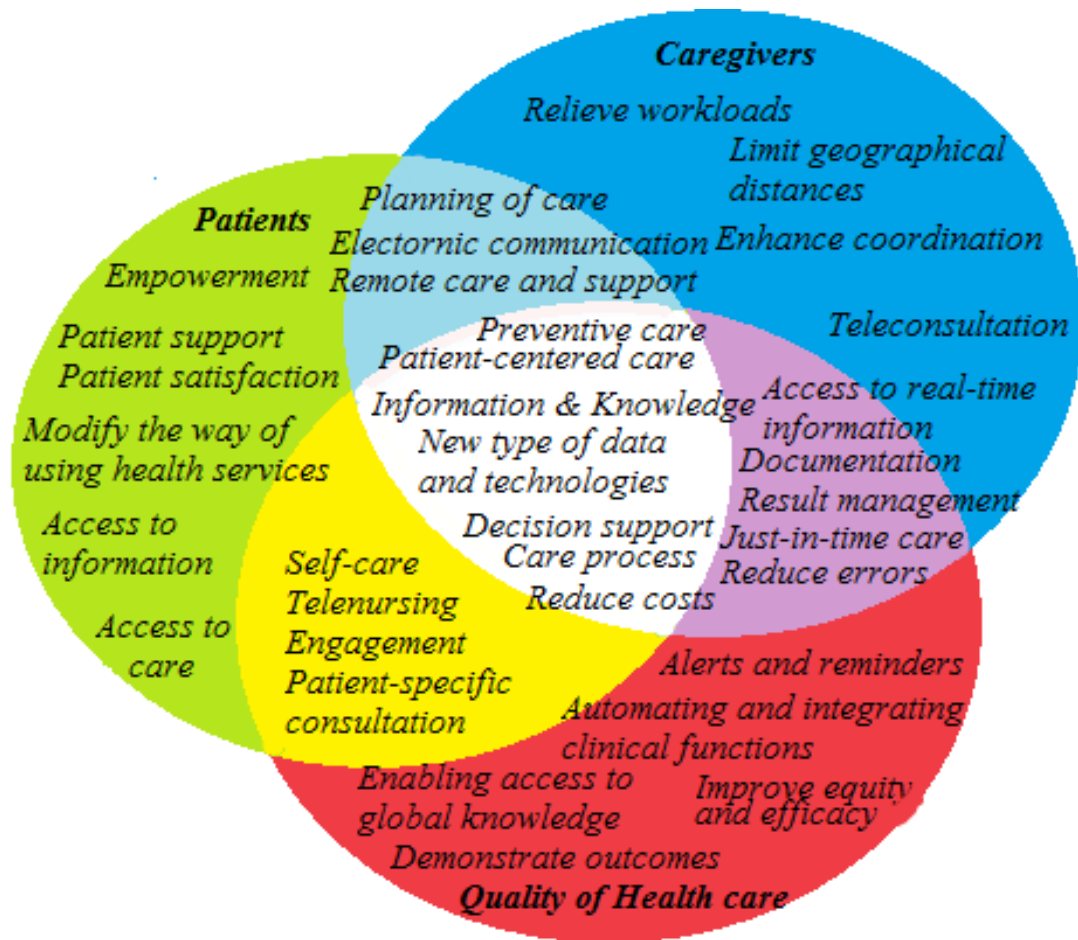 Caregivers
Relieve workloads
Limit geographical
distances
Enhance coordination
Teleconsultation
Planning of care
Electornic communication
Remote care and support
Patients
Empowerment
Patient support
Patient satisfaction
Modify the way of
using health services
Access to
information
Access to
care
Preventive care
Patient-centered care
Information & Knowledge
New type of data
and technologies
Decision support
Care process
Reduce costs
Access to real-time
information
Documentation
Result management
Just-in-time care
Reduce errors
Self-care
Telenursing
Engagement
Patient-specific
consultation
Alerts and reminders
Automating and integrating
clinical functions
Enabling access to
global knowledge
Improve equity
and efficacy
Demonstrate outcomes
Quality of Health care